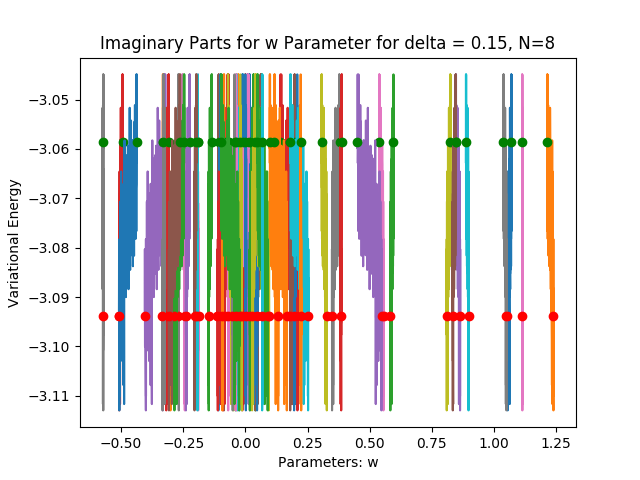 Imaginary Parts for w Parameter for delta = 0.15, N=8
Variational Energy
−3.05
−3.06
−3.07
−3.08
−3.09
−3.10
−3.11
−0.50 −0.25 0.00 0.25 0.50 0.75 1.00 1.25
Parameters: w